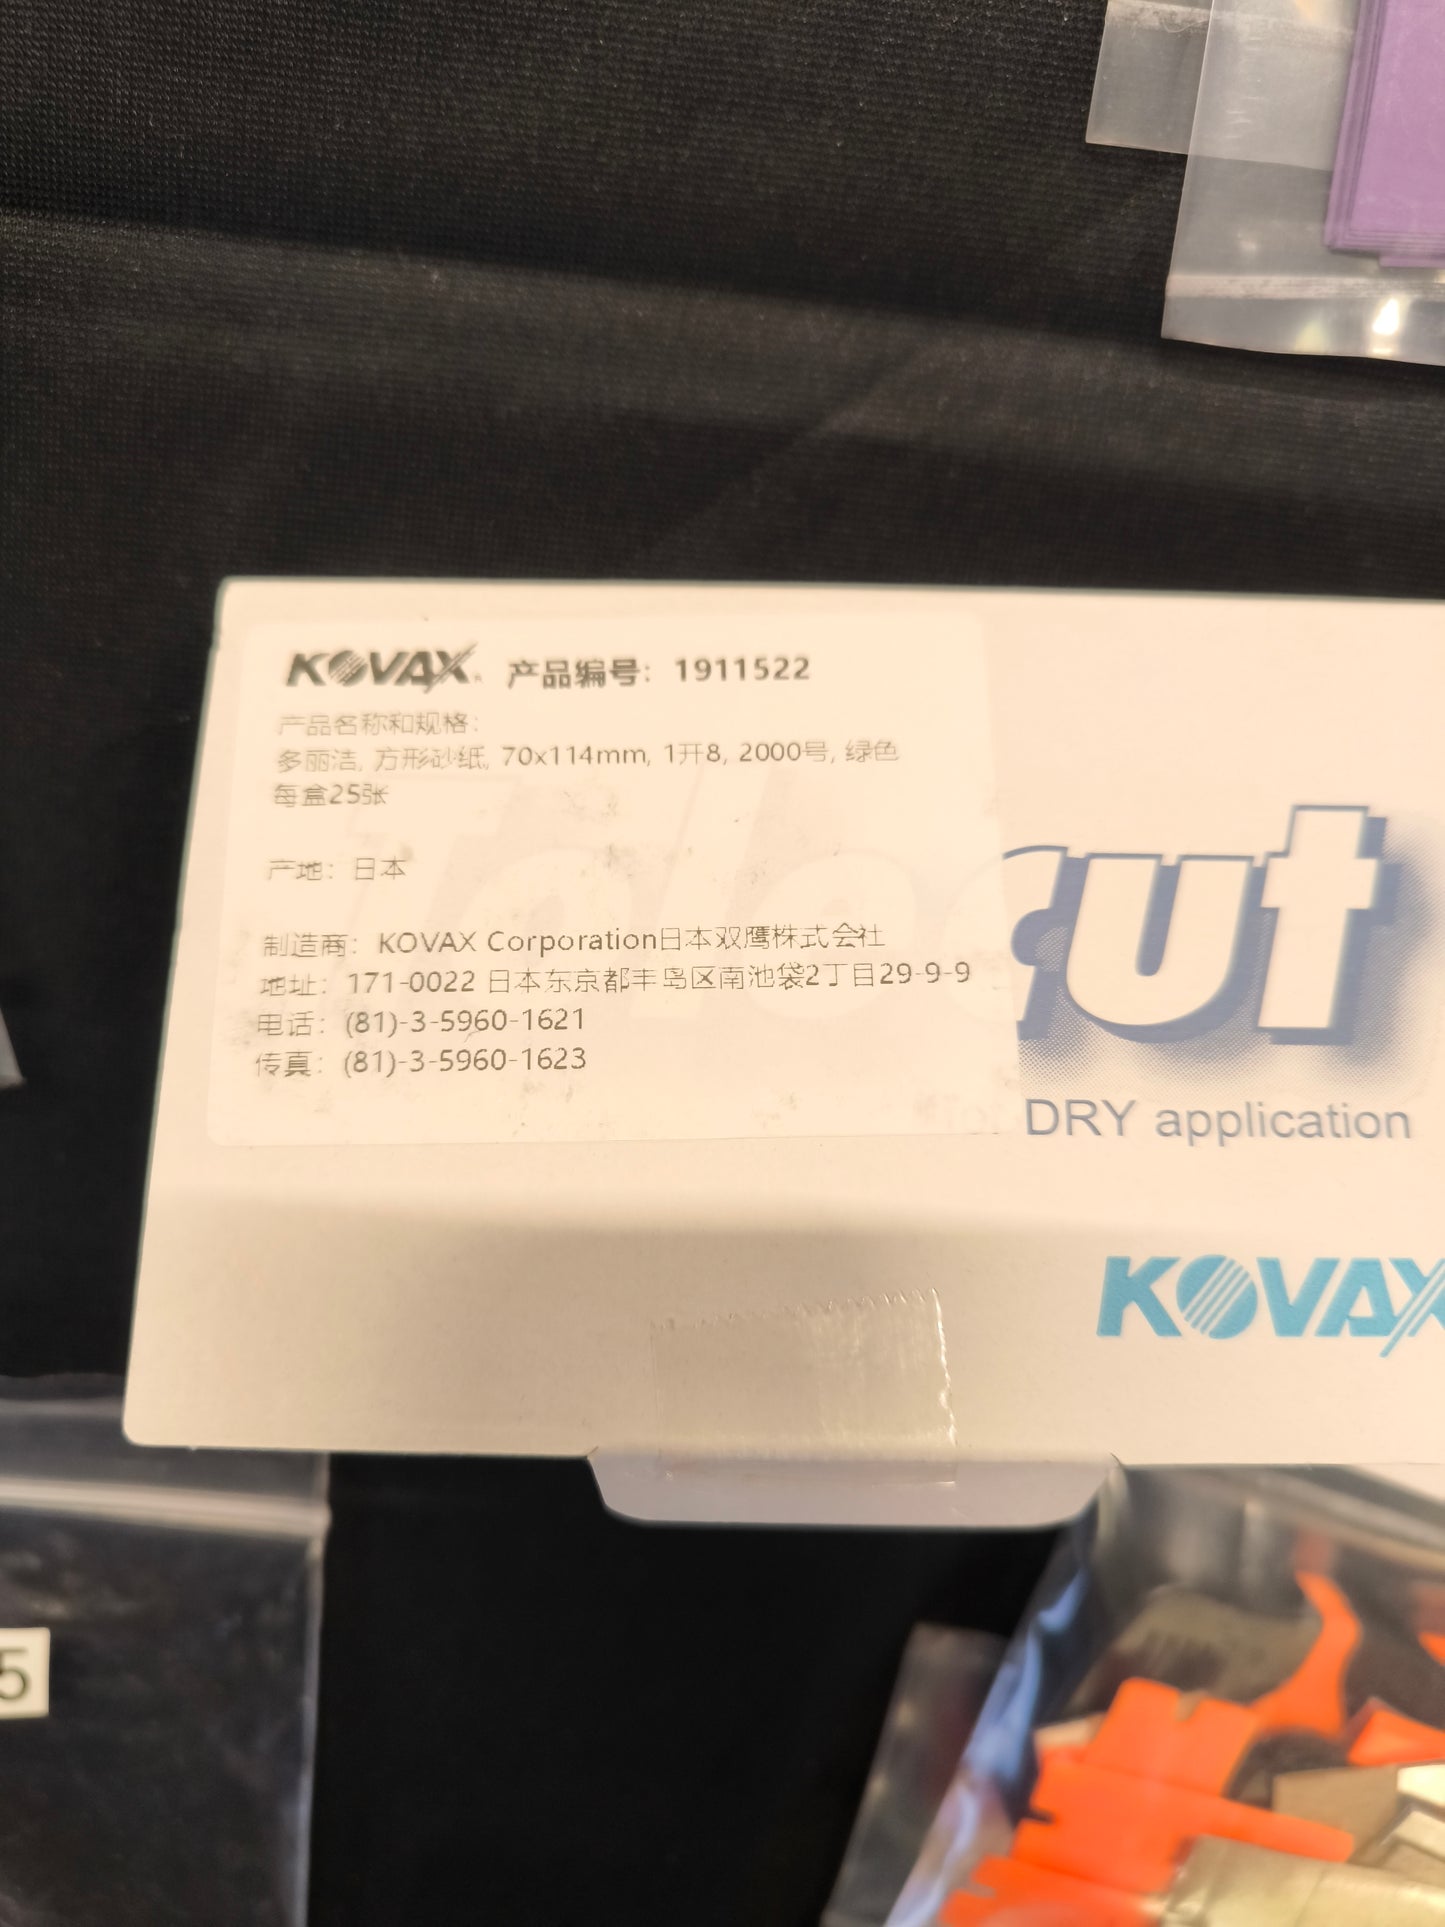 KOVAX® 产品编号: 1911522
产品名称和规格:
多丽洁, 方形砂纸, 70x114mm, 1开8, 2000号, 绿色
每盒25张
产地: 日本
制造商: KOVAX Corporation日本双鹰株式会社
地址: 171-0022 日本东京都丰岛区南池袋2丁目29-9-9
电话: (81)-3-5960-1621
传真: (81)-3-5960-1623
Tolecut
for DRY application
KOVAX
5